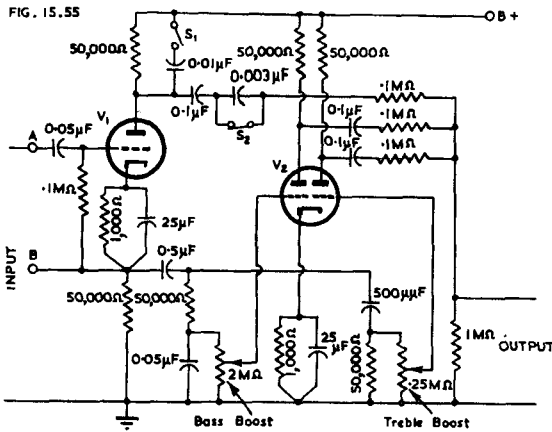 FIG. 15.55
B+
50,000Ω
S1
0.01μF
50,000Ω
50,000Ω
0.003μF
.1MΩ
0.1μF
S2
V1
A
0.05μF
0.1μF
.1MΩ
0.1μF
.1MΩ
V2
.1MΩ
1,000Ω
25μF
INPUT
B
0.5μF
50,000Ω
50,000Ω
500μμF
0.05μF
2MΩ
1,000Ω
25 μF
50,000Ω
.25MΩ
1MΩ
OUTPUT
Bass Boost
Treble Boost